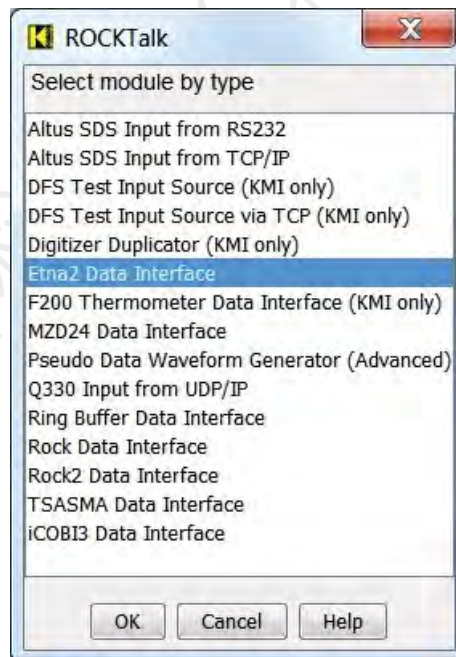 ROCKTalk
Select module by type
Altus SDS Input from RS232
Altus SDS Input from TCP/IP
DFS Test Input Source (KMI only)
DFS Test Input Source via TCP (KMI only)
Digitizer Duplicator (KMI only)
Etna2 Data Interface
F200 Thermometer Data Interface (KMI only)
MZD24 Data Interface
Pseudo Data Waveform Generator (Advanced)
Q330 Input from UDP/IP
Ring Buffer Data Interface
Rock Data Interface
Rock2 Data Interface
TSASMA Data Interface
iCOBI3 Data Interface
OK Cancel Help